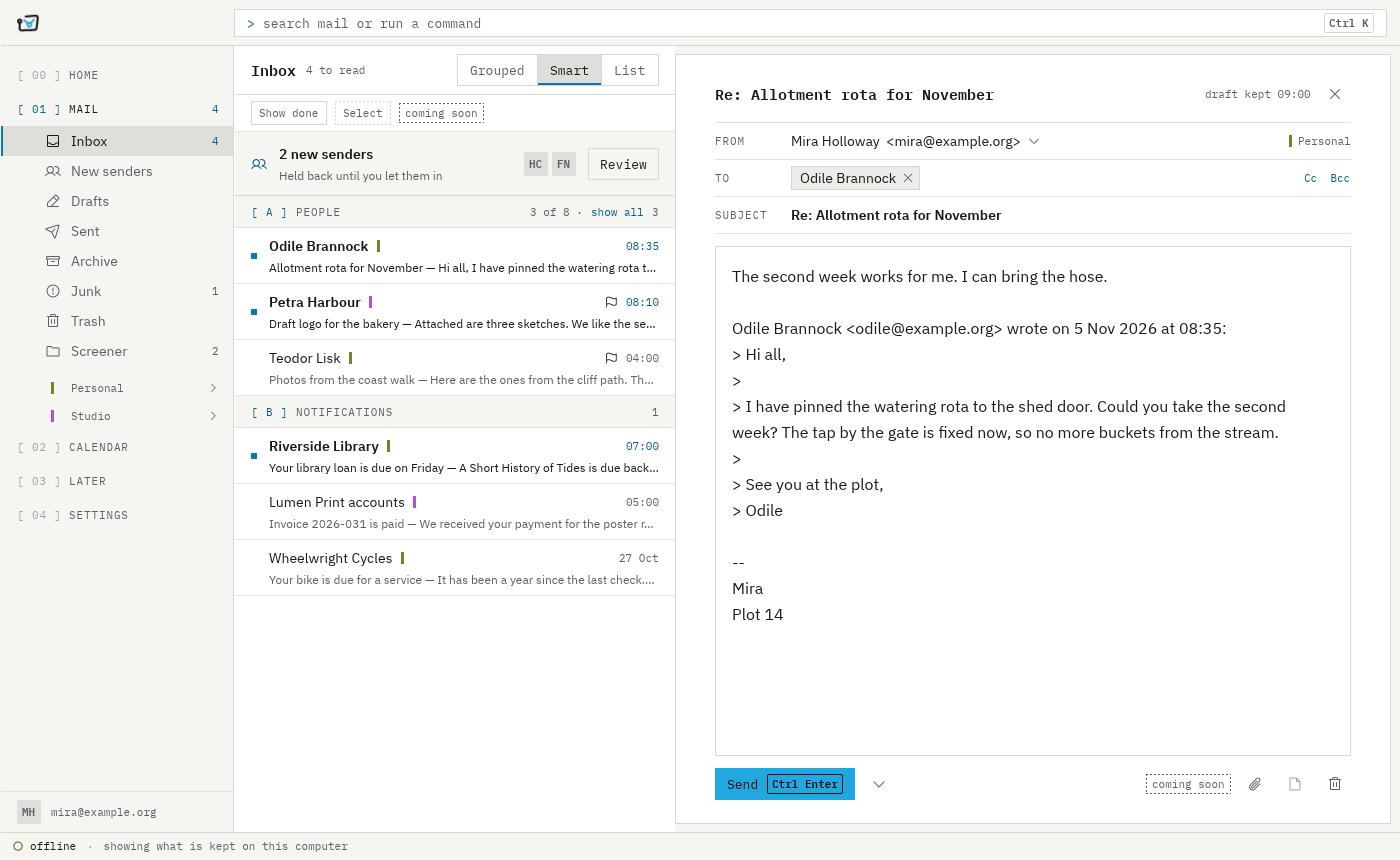 > search mail or run a command
Ctrl K
[ 00 ] HOME
[ 01 ] MAIL 4
Inbox 4
New senders
Drafts
Sent
Archive
Junk 1
Trash
Screener 2
Personal
Studio
[ 02 ] CALENDAR
[ 03 ] LATER
[ 04 ] SETTINGS
MH mira@example.org
Inbox 4 to read
Grouped Smart List
Show done Select coming soon
2 new senders
Held back until you let them in
HC FN Review
[ A ] PEOPLE 3 of 8 · show all 3
Odile Brannock 08:35
Allotment rota for November — Hi all, I have pinned the watering rota t…
Petra Harbour 08:10
Draft logo for the bakery — Attached are three sketches. We like the se…
Teodor Lisk 04:00
Photos from the coast walk — Here are the ones from the cliff path. Th…
[ B ] NOTIFICATIONS 1
Riverside Library 07:00
Your library loan is due on Friday — A Short History of Tides is due back…
Lumen Print accounts 05:00
Invoice 2026-031 is paid — We received your payment for the poster r…
Wheelwright Cycles 27 Oct
Your bike is due for a service — It has been a year since the last check.…
Re: Allotment rota for November draft kept 09:00
FROM Mira Holloway <mira@example.org> Personal
TO Odile Brannock Cc Bcc
SUBJECT Re: Allotment rota for November
The second week works for me. I can bring the hose.
Odile Brannock <odile@example.org> wrote on 5 Nov 2026 at 08:35:
> Hi all,
>
> I have pinned the watering rota to the shed door. Could you take the second
week? The tap by the gate is fixed now, so no more buckets from the stream.
>
> See you at the plot,
> Odile
--
Mira
Plot 14
Send Ctrl Enter
coming soon
offline · showing what is kept on this computer